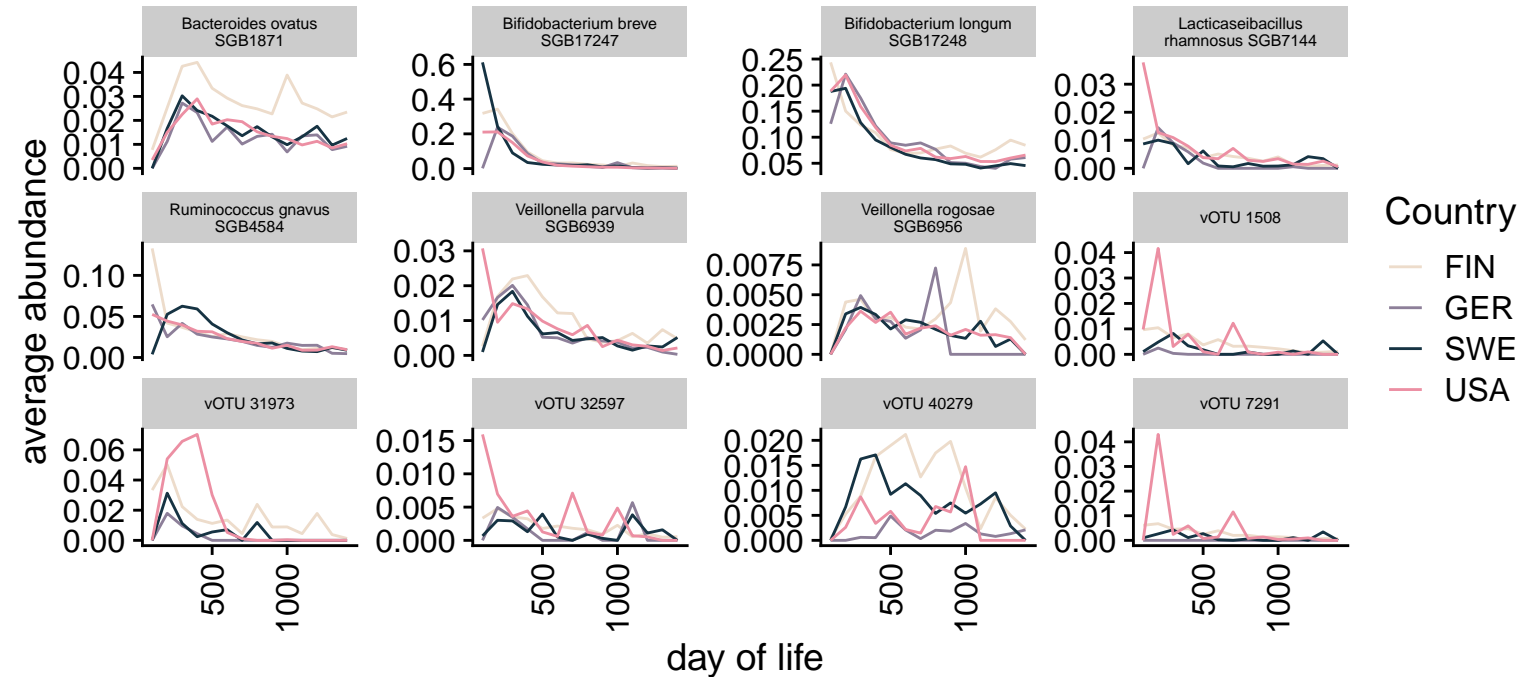 Bacteroides ovatus
SGB1871
Bifidobacterium breve
SGB17247
Bifidobacterium longum
SGB17248
Lacticaseibacillus
rhamnosus SGB7144
0.04
0.03
0.02
0.01
0.00
0.6
0.4
0.2
0.0
0.25
0.20
0.15
0.10
0.05
0.03
0.02
0.01
0.00
Ruminococcus gnavus
SGB4584
Veillonella parvula
SGB6939
Veillonella rogosae
SGB6956
vOTU 1508
0.10
0.05
0.00
0.03
0.02
0.01
0.00
0.0075
0.0050
0.0025
0.0000
0.04
0.03
0.02
0.01
0.00
vOTU 31973
vOTU 32597
vOTU 40279
vOTU 7291
0.06
0.04
0.02
0.00
0.015
0.010
0.005
0.000
0.020
0.015
0.010
0.005
0.000
0.04
0.03
0.02
0.01
0.00
500
1000
500
1000
500
1000
500
1000
average abundance
day of life
Country
FIN
GER
SWE
USA